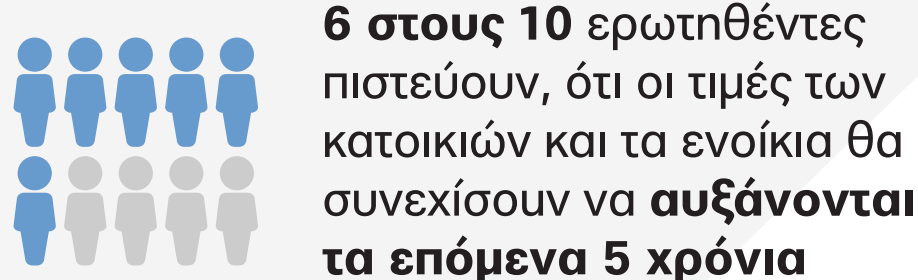 6 στους 10 ερωτηθέντες
πιστεύουν, ότι οι τιμές των
κατοικιών και τα ενοίκια θα
συνεχίσουν να αυξάνονται
τα επόμενα 5 χρόνια